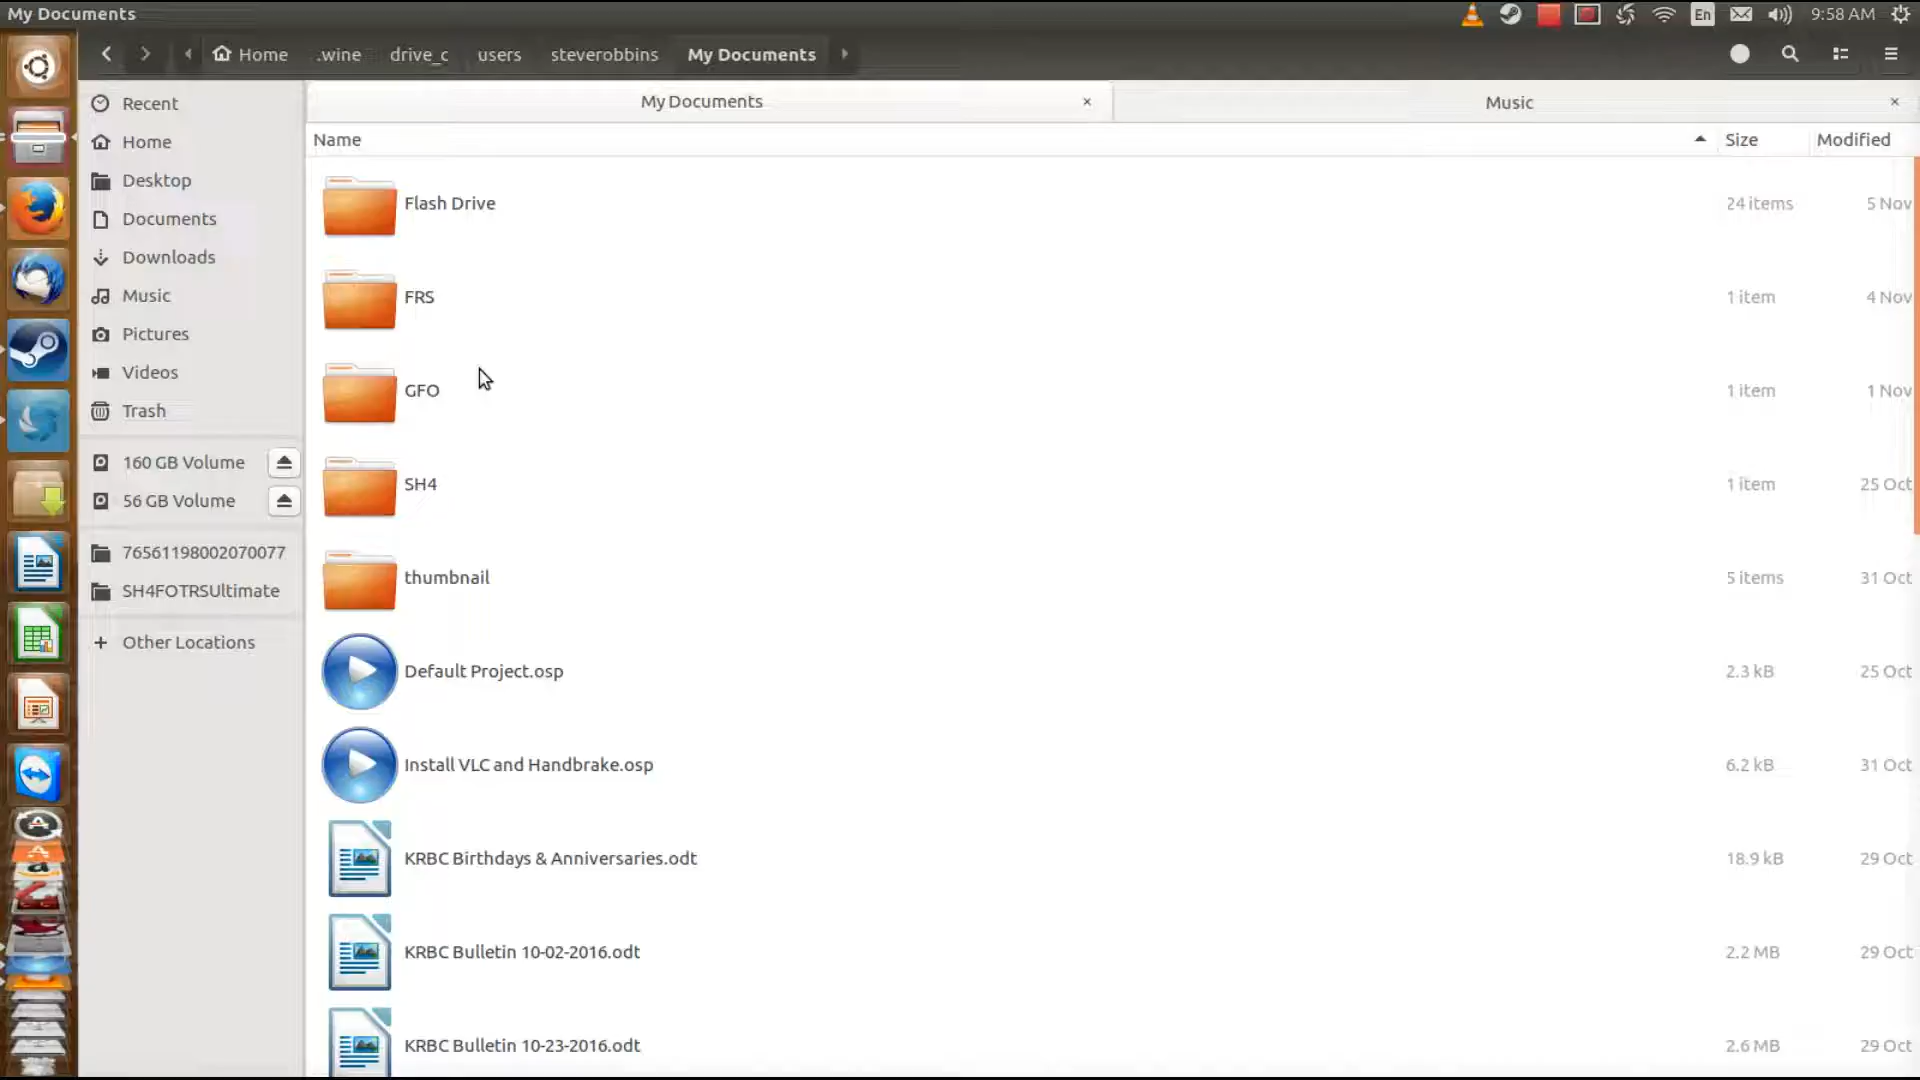 My Documents
En
9:58 AM
Home
.wine
drive_c
users
steverobbins
My Documents
Recent
Home
Desktop
Documents
Downloads
Music
Pictures
Videos
Trash
160 GB Volume
56 GB Volume
76561198002070077
SH4FOTRSUltimate
Other Locations
My Documents
Music
Name Size Modified
Flash Drive 24 items 5 Nov
FRS 1 item 4 Nov
GFO 1 item 1 Nov
SH4 1 item 25 Oct
thumbnail 5 items 31 Oct
Default Project.osp 2.3 kB 25 Oct
Install VLC and Handbrake.osp 6.2 kB 31 Oct
KRBC Birthdays & Anniversaries.odt 18.9 kB 29 Oct
KRBC Bulletin 10-02-2016.odt 2.2 MB 29 Oct
KRBC Bulletin 10-23-2016.odt 2.6 MB 29 Oct